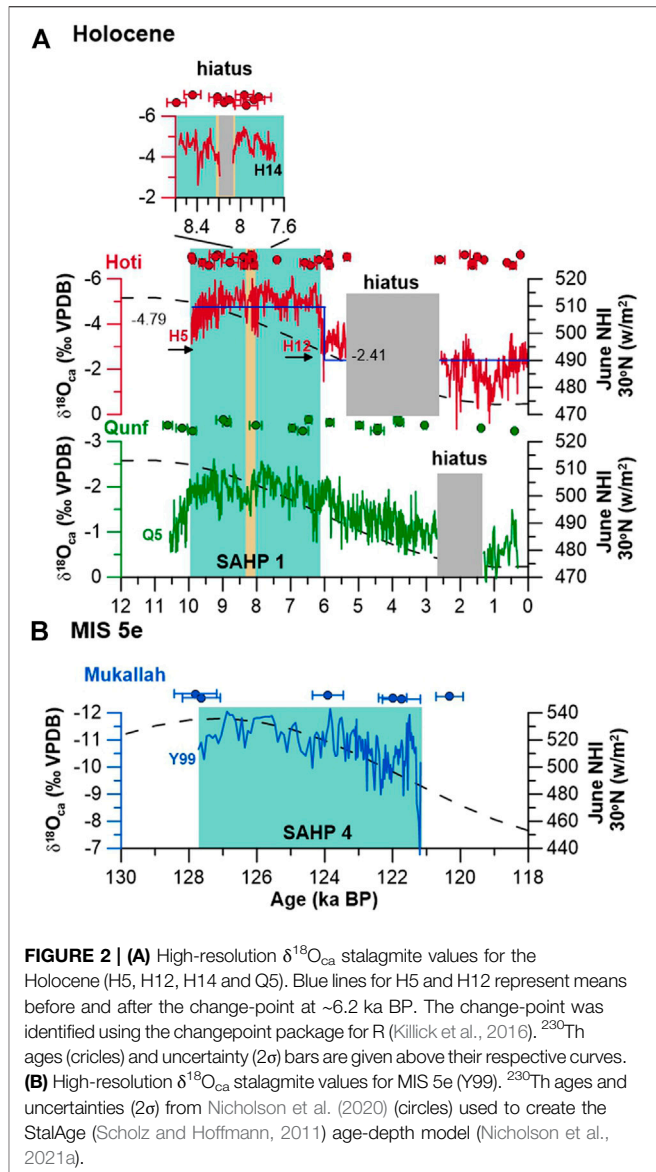 A Holocene
hiatus
-6
-4
-2
H14
8.4 8 7.6
Hoti
-6
-4
-2
0
δ¹⁸Oca (‰ VPDB)
-4.79
H5
H12
-2.41
hiatus
520
510
500
490
480
470
June NHI
30ºN (w/m²)
Qunf
-3
-2
-1
0
δ¹⁸Oca (‰ VPDB)
Q5
SAHP 1
hiatus
520
510
500
490
480
470
June NHI
30ºN (w/m²)
12 11 10 9 8 7 6 5 4 3 2 1 0
B MIS 5e
Mukallah
-12
-11
-10
-9
-8
-7
δ¹⁸Oca (‰ VPDB)
Y99
SAHP 4
540
520
500
480
460
440
June NHI
30ºN (w/m²)
130 128 126 124 122 120 118
Age (ka BP)
FIGURE 2 | (A) High-resolution δ¹⁸Oca stalagmite values for the
Holocene (H5, H12, H14 and Q5). Blue lines for H5 and H12 represent means
before and after the change-point at ~6.2 ka BP. The change-point was
identified using the changepoint package for R (Killick et al., 2016). ²³⁰Th
ages (cricles) and uncertainty (2σ) bars are given above their respective curves.
(B) High-resolution δ¹⁸Oca stalagmite values for MIS 5e (Y99). ²³⁰Th ages and
uncertainties (2σ) from Nicholson et al. (2020) (circles) used to create the
StalAge (Scholz and Hoffmann, 2011) age-depth model (Nicholson et al.,
2021a).